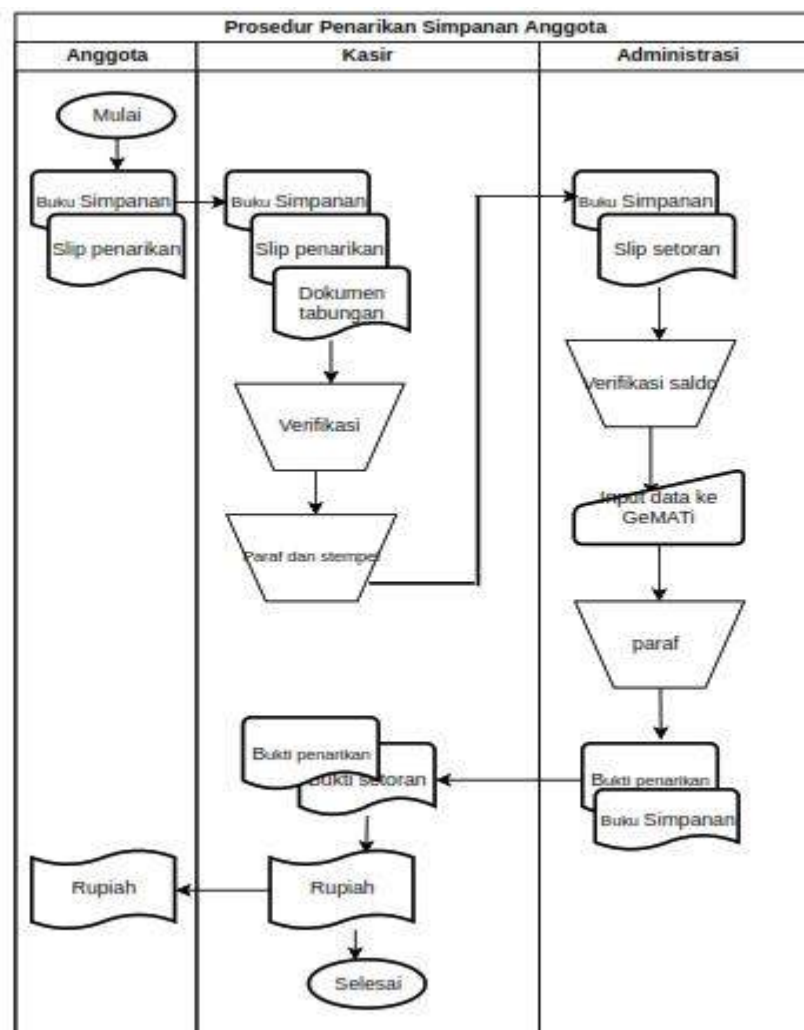 Prosedur Penarikan Simpanan Anggota
Anggota
Kasir
Administrasi
Mulai
Buku Simpanan
Slip penarikan
Buku Simpanan
Slip penarikan
Dokumen
tabungan
Verifikasi
Paraf dan stempel
Buku Simpanan
Slip setoran
Verifikasi saldo
Input data ke
GeMATi
paraf
Bukti penarikan
Buku Simpanan
Bukti penarikan
Bukti setoran
Rupiah
Rupiah
Selesai